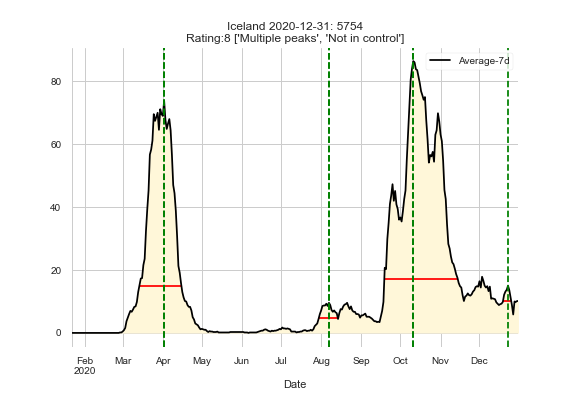 Iceland 2020-12-31: 5754
Rating:8 ['Multiple peaks', 'Not in control']
Average-7d
80
60
40
20
0
Feb Mar Apr May Jun Jul Aug Sep Oct Nov Dec
2020
Date